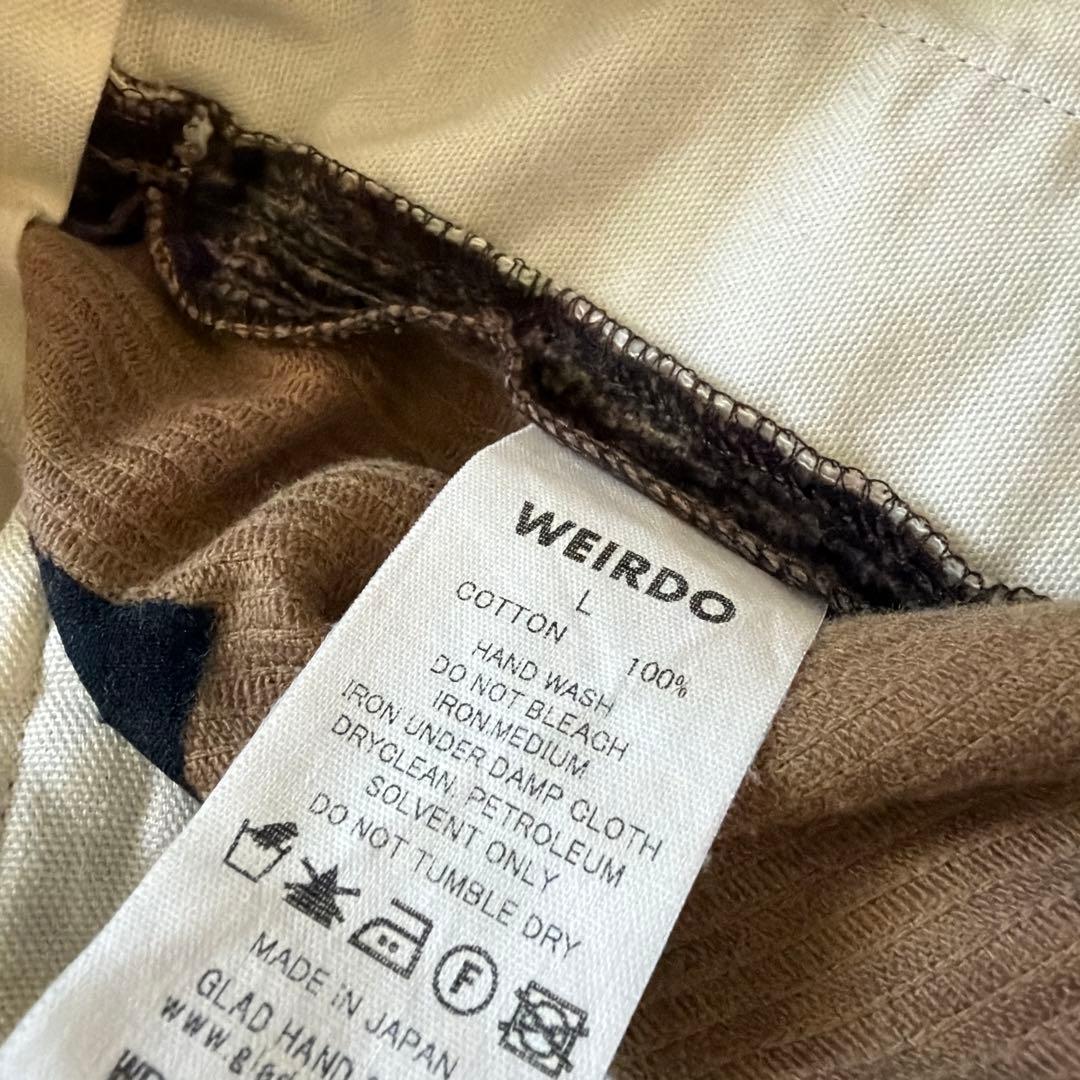 WEIRDO
L
COTTON 100%
HAND WASH
DO NOT BLEACH
IRON.MEDIUM
IRON UNDER DAMP CLOTH
DRYCLEAN, PETROLEUM
SOLVENT ONLY
DO NOT TUMBLE DRY
F
MADE IN JAPAN
GLAD HAND